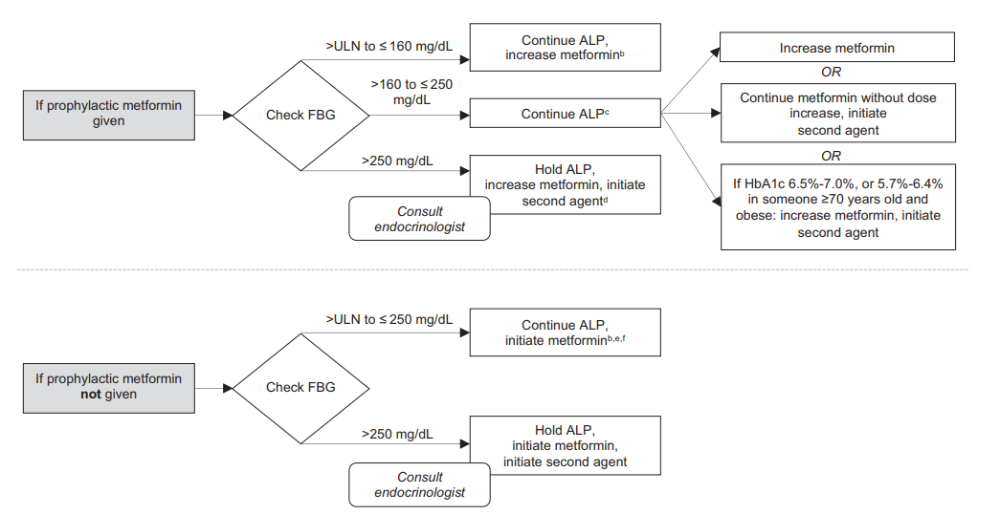 If prophylactic metformin
given
Check FBG
>ULN to ≤ 160 mg/dL
Continue ALP,
increase metforminᵇ
>160 to ≤ 250
mg/dL
Continue ALPᶜ
>250 mg/dL
Hold ALP,
increase metformin, initiate
second agentᵈ
Consult
endocrinologist
Increase metformin
OR
Continue metformin without dose
increase, initiate
second agent
OR
If HbA1c 6.5%-7.0%, or 5.7%-6.4%
in someone ≥70 years old and
obese: increase metformin, initiate
second agent
If prophylactic metformin
not given
Check FBG
>ULN to ≤ 250 mg/dL
Continue ALP,
initiate metforminᵇ,ᵉ,ᶠ
>250 mg/dL
Hold ALP,
initiate metformin,
initiate second agent
Consult
endocrinologist